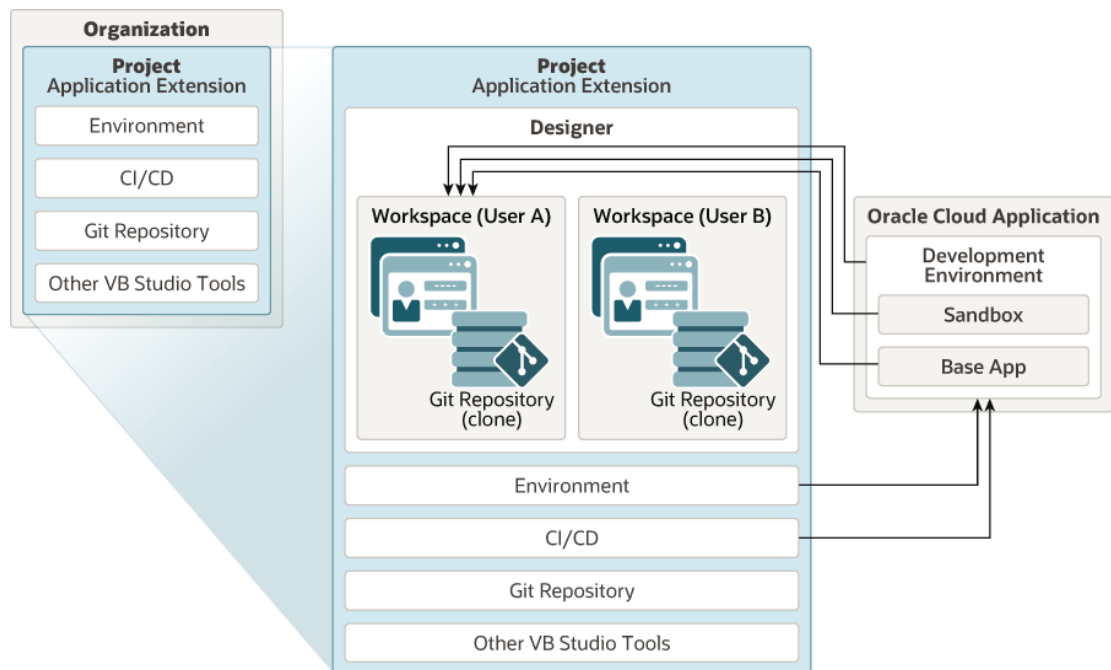 Organization
Project
Application Extension
Environment
CI/CD
Git Repository
Other VB Studio Tools
Project
Application Extension
Designer
Workspace (User A)
Git Repository
(clone)
Workspace (User B)
Git Repository
(clone)
Environment
CI/CD
Git Repository
Other VB Studio Tools
Oracle Cloud Application
Development
Environment
Sandbox
Base App